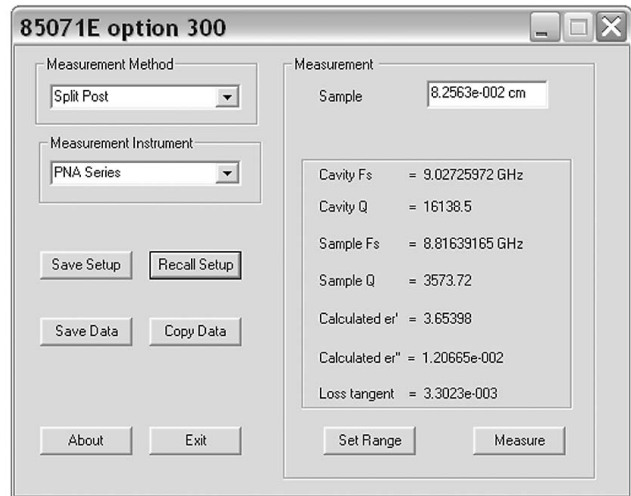 85071E option 300
Measurement Method
Split Post
Measurement Instrument
PNA Series
Save Setup
Recall Setup
Save Data
Copy Data
About
Exit
Measurement
Sample 8.2563e-002 cm
Cavity Fs = 9.02725972 GHz
Cavity Q = 16138.5
Sample Fs = 8.81639165 GHz
Sample Q = 3573.72
Calculated er' = 3.65398
Calculated er" = 1.20665e-002
Loss tangent = 3.3023e-003
Set Range
Measure